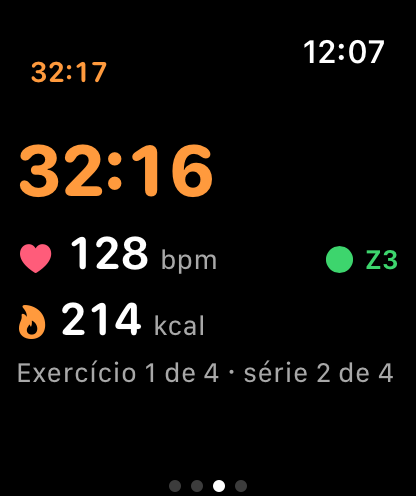 12:07
32:17
32:16
128 bpm Z3
214 kcal
Exercício 1 de 4 · série 2 de 4